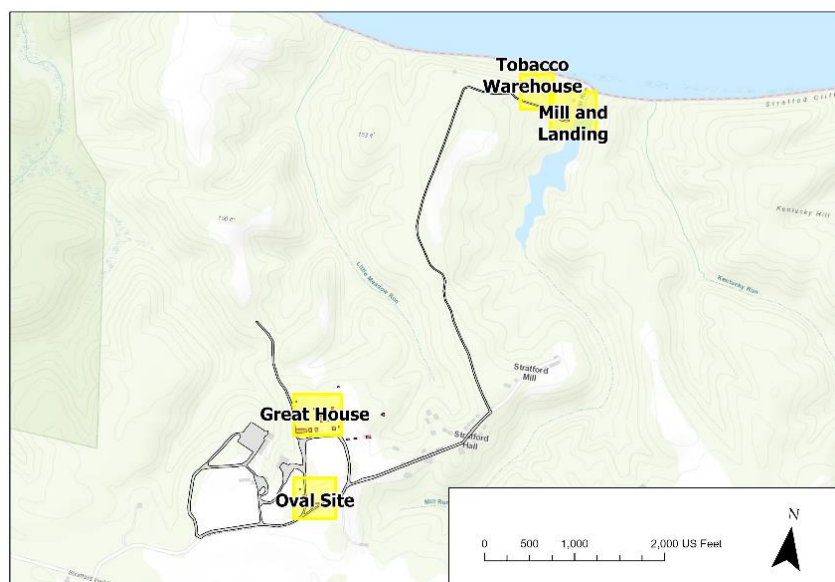 Tobacco
Warehouse
Mill and
Landing
Stratford Cliff
Kentucky Hill
Kentucky Run
Little Meadow Run
Stratford
Mill
Great House
Stratford
Hall
Oval Site
Mill Run
N
0 500 1,000 2,000 US Feet